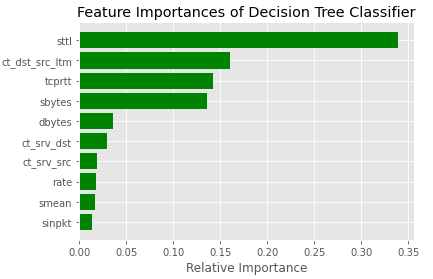 Feature Importances of Decision Tree Classifier
sttl
ct_dst_src_ltm
tcprtt
sbytes
dbytes
ct_srv_dst
ct_srv_src
rate
smean
sinpkt
0.00 0.05 0.10 0.15 0.20 0.25 0.30 0.35
Relative Importance